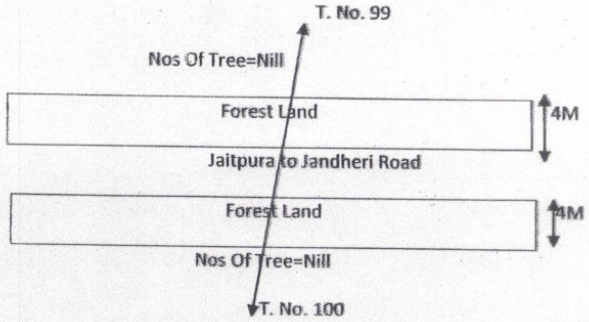 T. No. 99
Nos Of Tree=Nill
Forest Land
4M
Jaitpura to Jandheri Road
Forest Land
4M
Nos Of Tree=Nill
T. No. 100